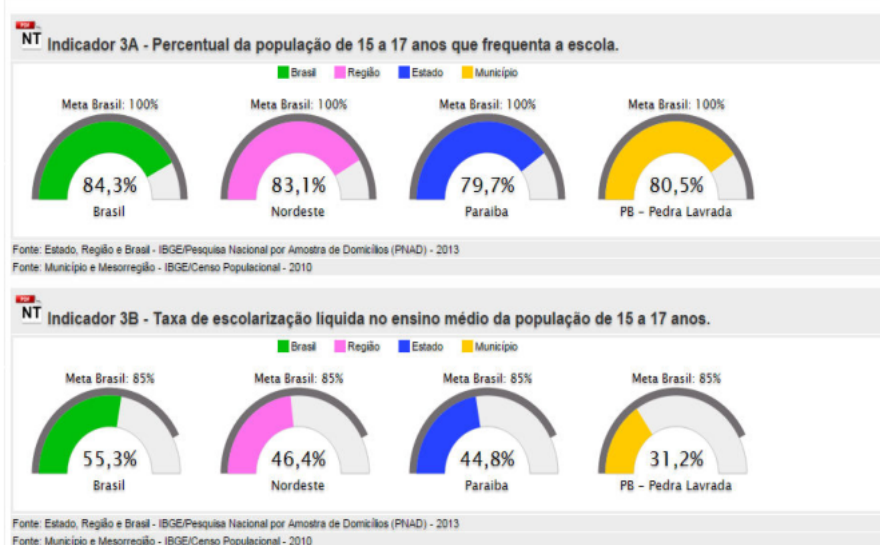 PDF
NT Indicador 3A - Percentual da população de 15 a 17 anos que frequenta a escola.
Brasil Região Estado Município
Meta Brasil: 100% Meta Brasil: 100% Meta Brasil: 100% Meta Brasil: 100%
84,3% 83,1% 79,7% 80,5%
Brasil Nordeste Paraiba PB - Pedra Lavrada
Fonte: Estado, Região e Brasil - IBGE/Pesquisa Nacional por Amostra de Domicílios (PNAD) - 2013
Fonte: Município e Mesorregião - IBGE/Censo Populacional - 2010
PDF
NT Indicador 3B - Taxa de escolarização líquida no ensino médio da população de 15 a 17 anos.
Brasil Região Estado Município
Meta Brasil: 85% Meta Brasil: 85% Meta Brasil: 85% Meta Brasil: 85%
55,3% 46,4% 44,8% 31,2%
Brasil Nordeste Paraiba PB - Pedra Lavrada
Fonte: Estado, Região e Brasil - IBGE/Pesquisa Nacional por Amostra de Domicílios (PNAD) - 2013
Fonte: Município e Mesorregião - IBGE/Censo Populacional - 2010